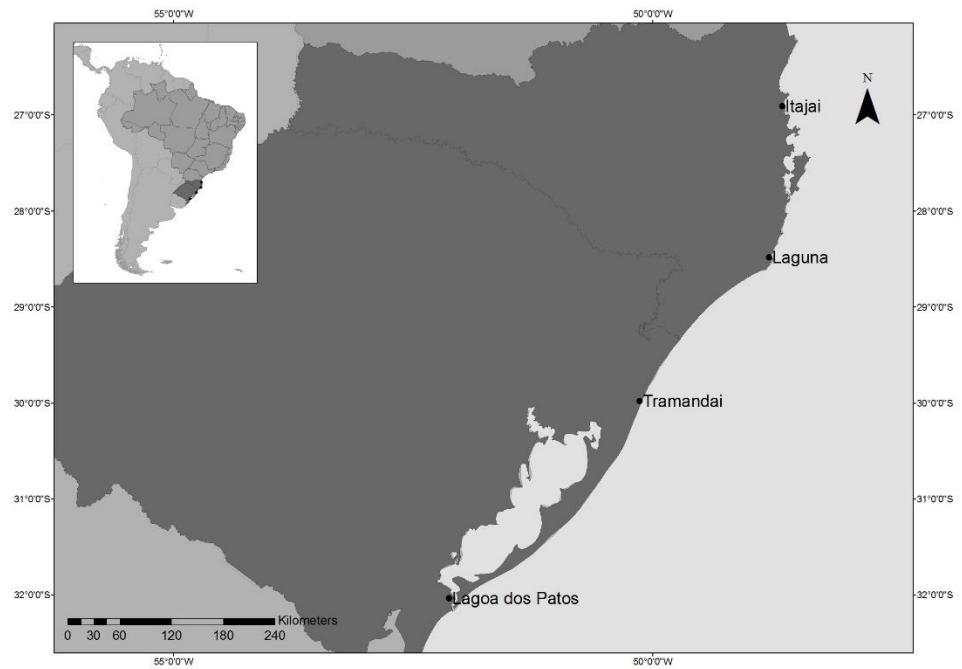 55°0'0"W 50°0'0"W
N
27°0'0"S Itajai 27°0'0"S
28°0'0"S 28°0'0"S
Laguna
29°0'0"S 29°0'0"S
30°0'0"S Tramandai 30°0'0"S
31°0'0"S 31°0'0"S
32°0'0"S Lagoa dos Patos 32°0'0"S
Kilometers
0 30 60 120 180 240
55°0'0"W 50°0'0"W